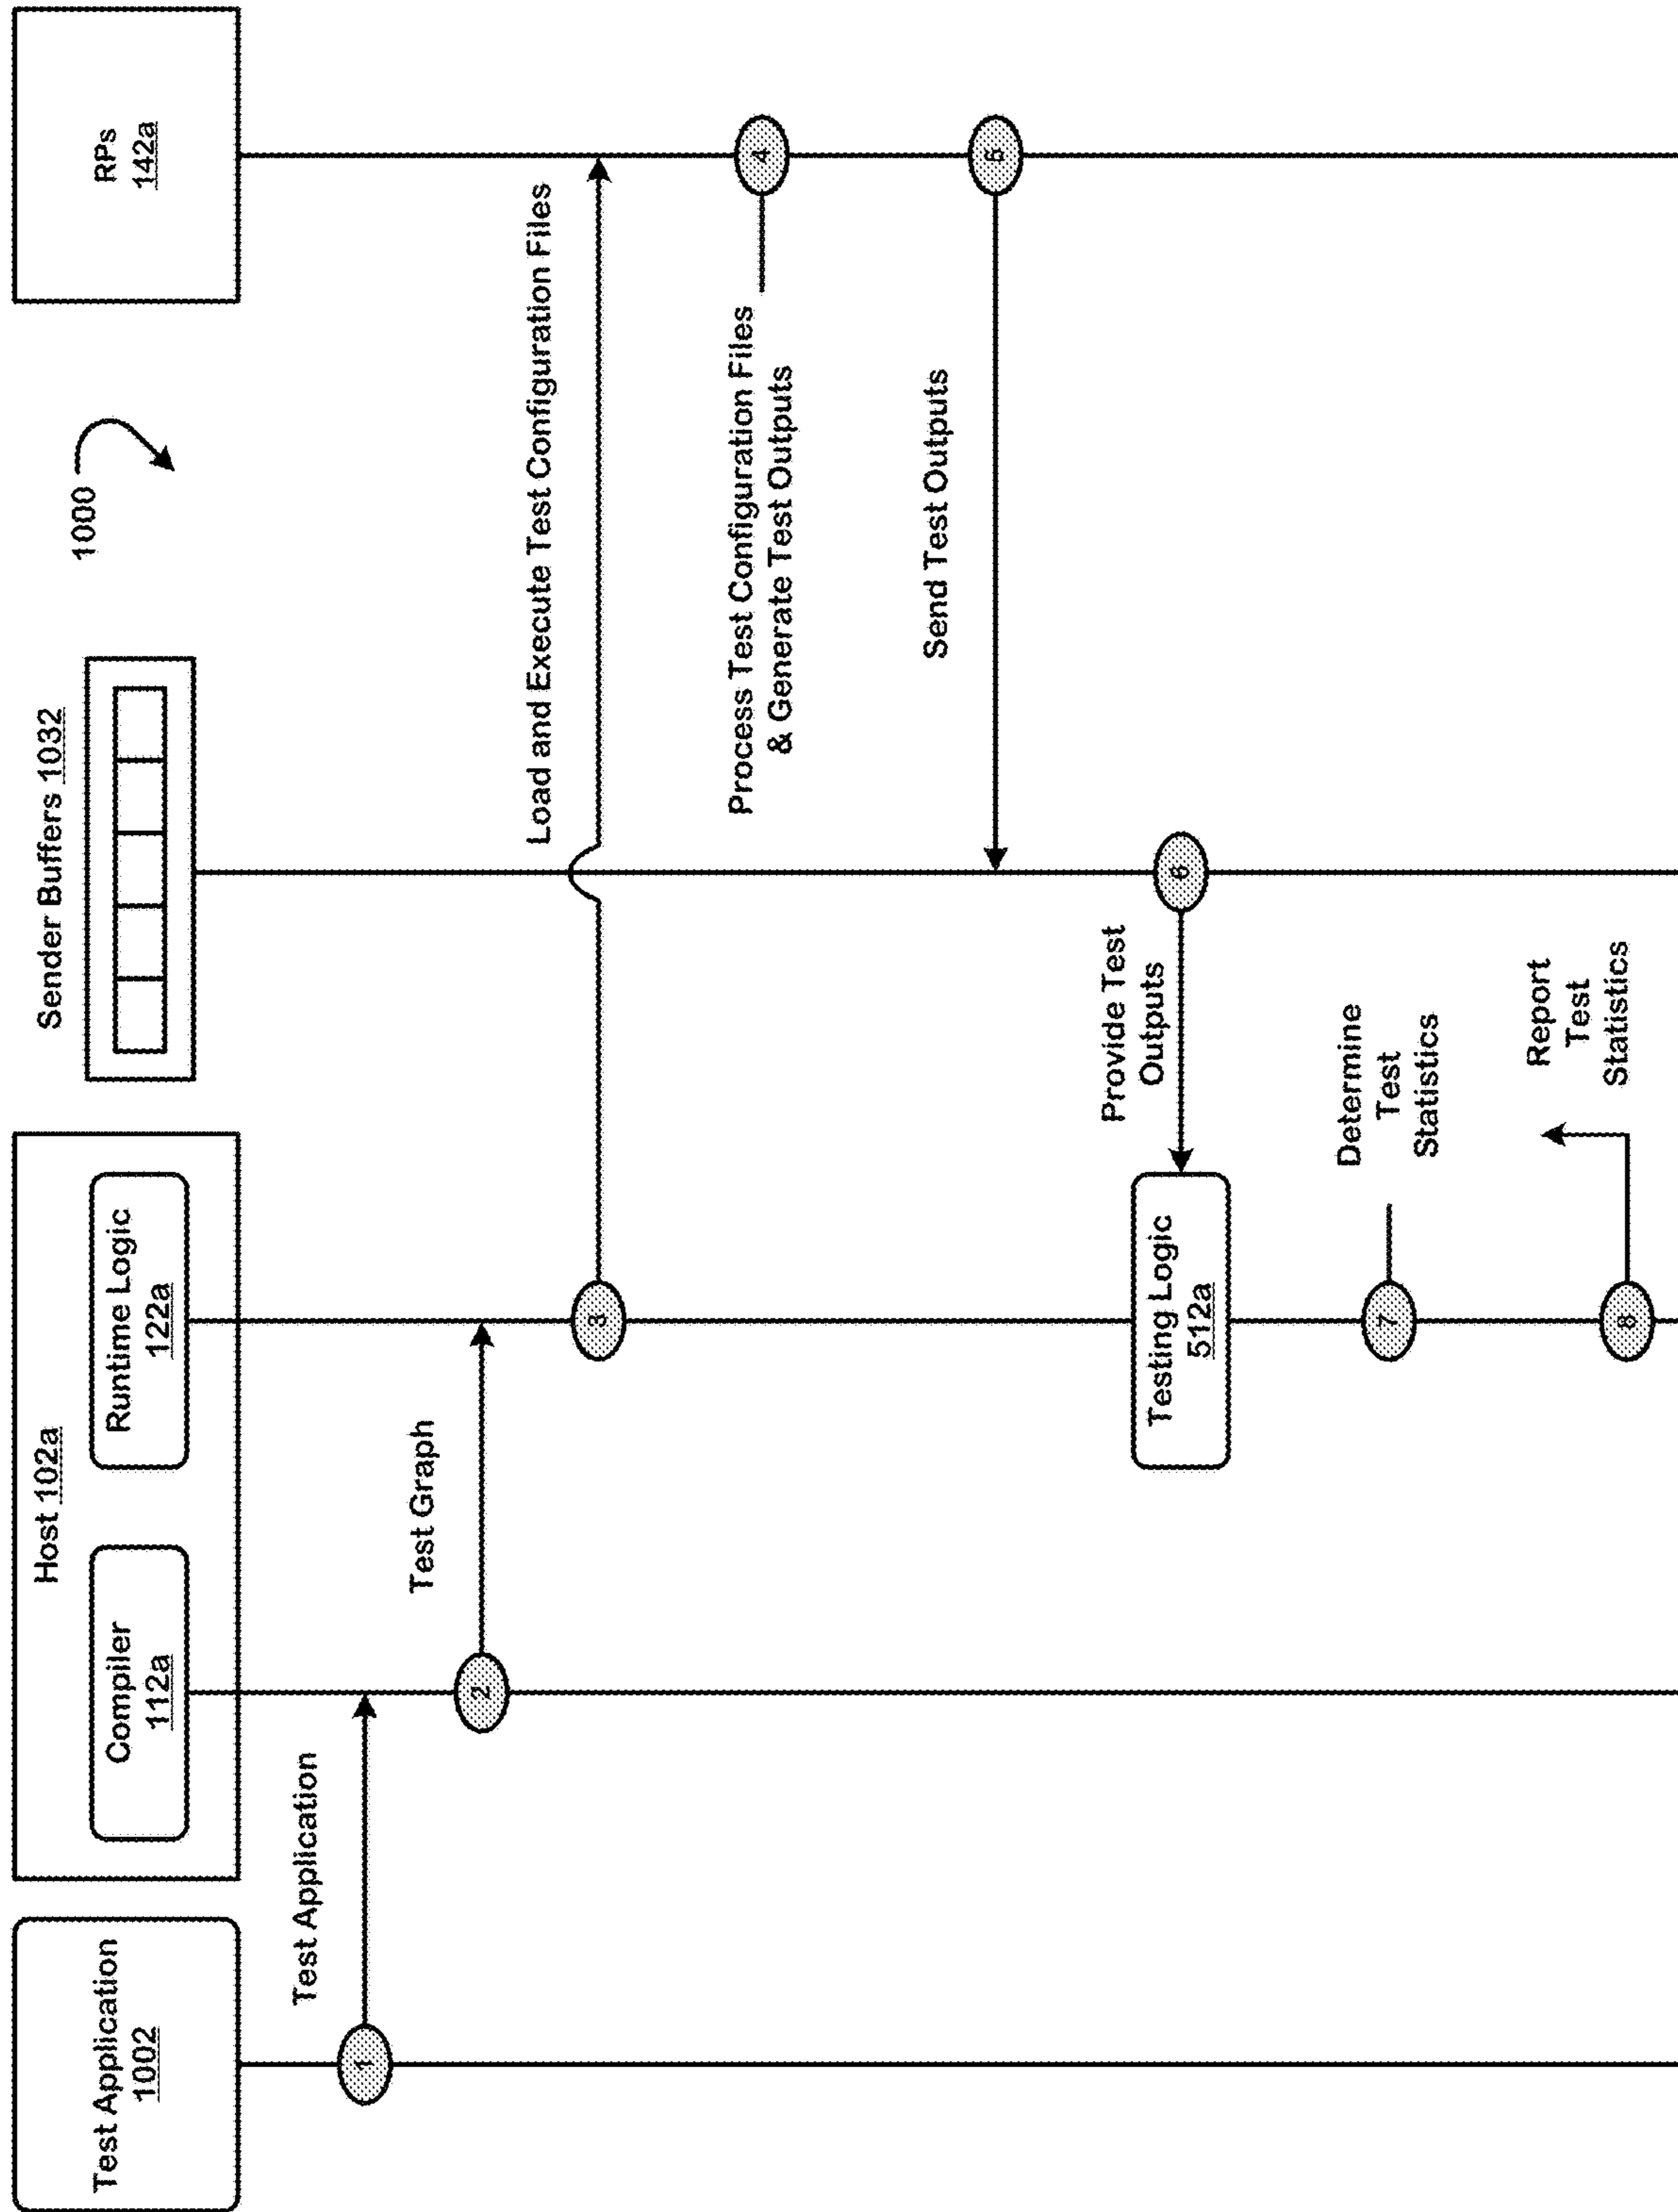 Test Application
1002
Host 102a
Compiler
112a
Runtime Logic
122a
Sender Buffers 1032
1000
RPs
142a
Test Application
1
Test Graph
2
Load and Execute Test Configuration Files
3
4
Process Test Configuration Files
& Generate Test Outputs
Send Test Outputs
5
Provide Test
Outputs
6
Testing Logic
512a
7
Determine
Test
Statistics
8
Report
Test
Statistics